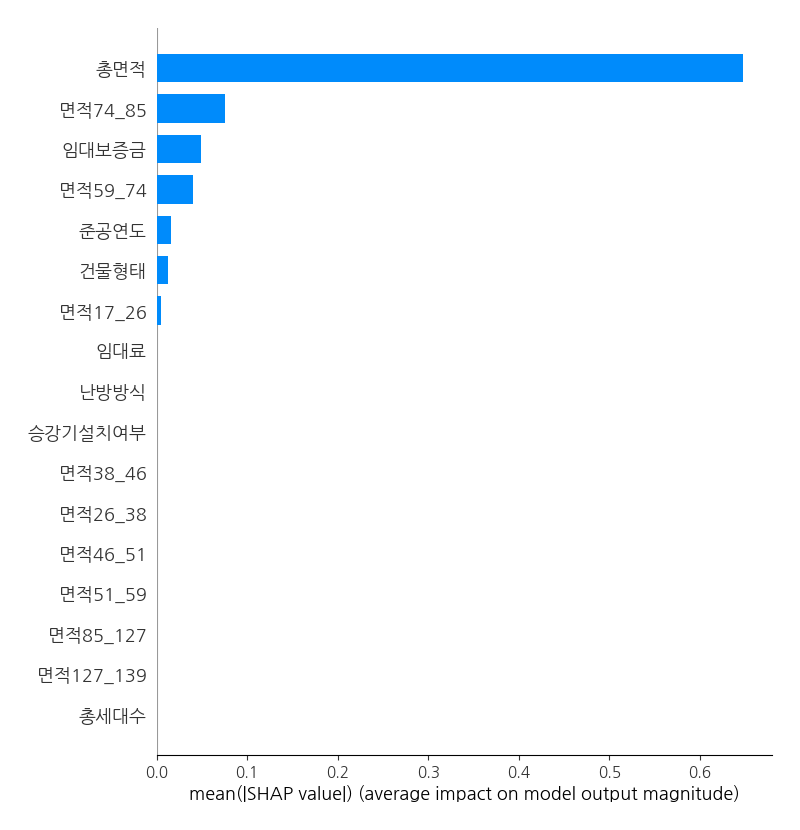 총면적
면적74_85
임대보증금
면적59_74
준공연도
건물형태
면적17_26
임대료
난방방식
승강기설치여부
면적38_46
면적26_38
면적46_51
면적51_59
면적85_127
면적127_139
총세대수
0.0 0.1 0.2 0.3 0.4 0.5 0.6
mean(|SHAP value|) (average impact on model output magnitude)